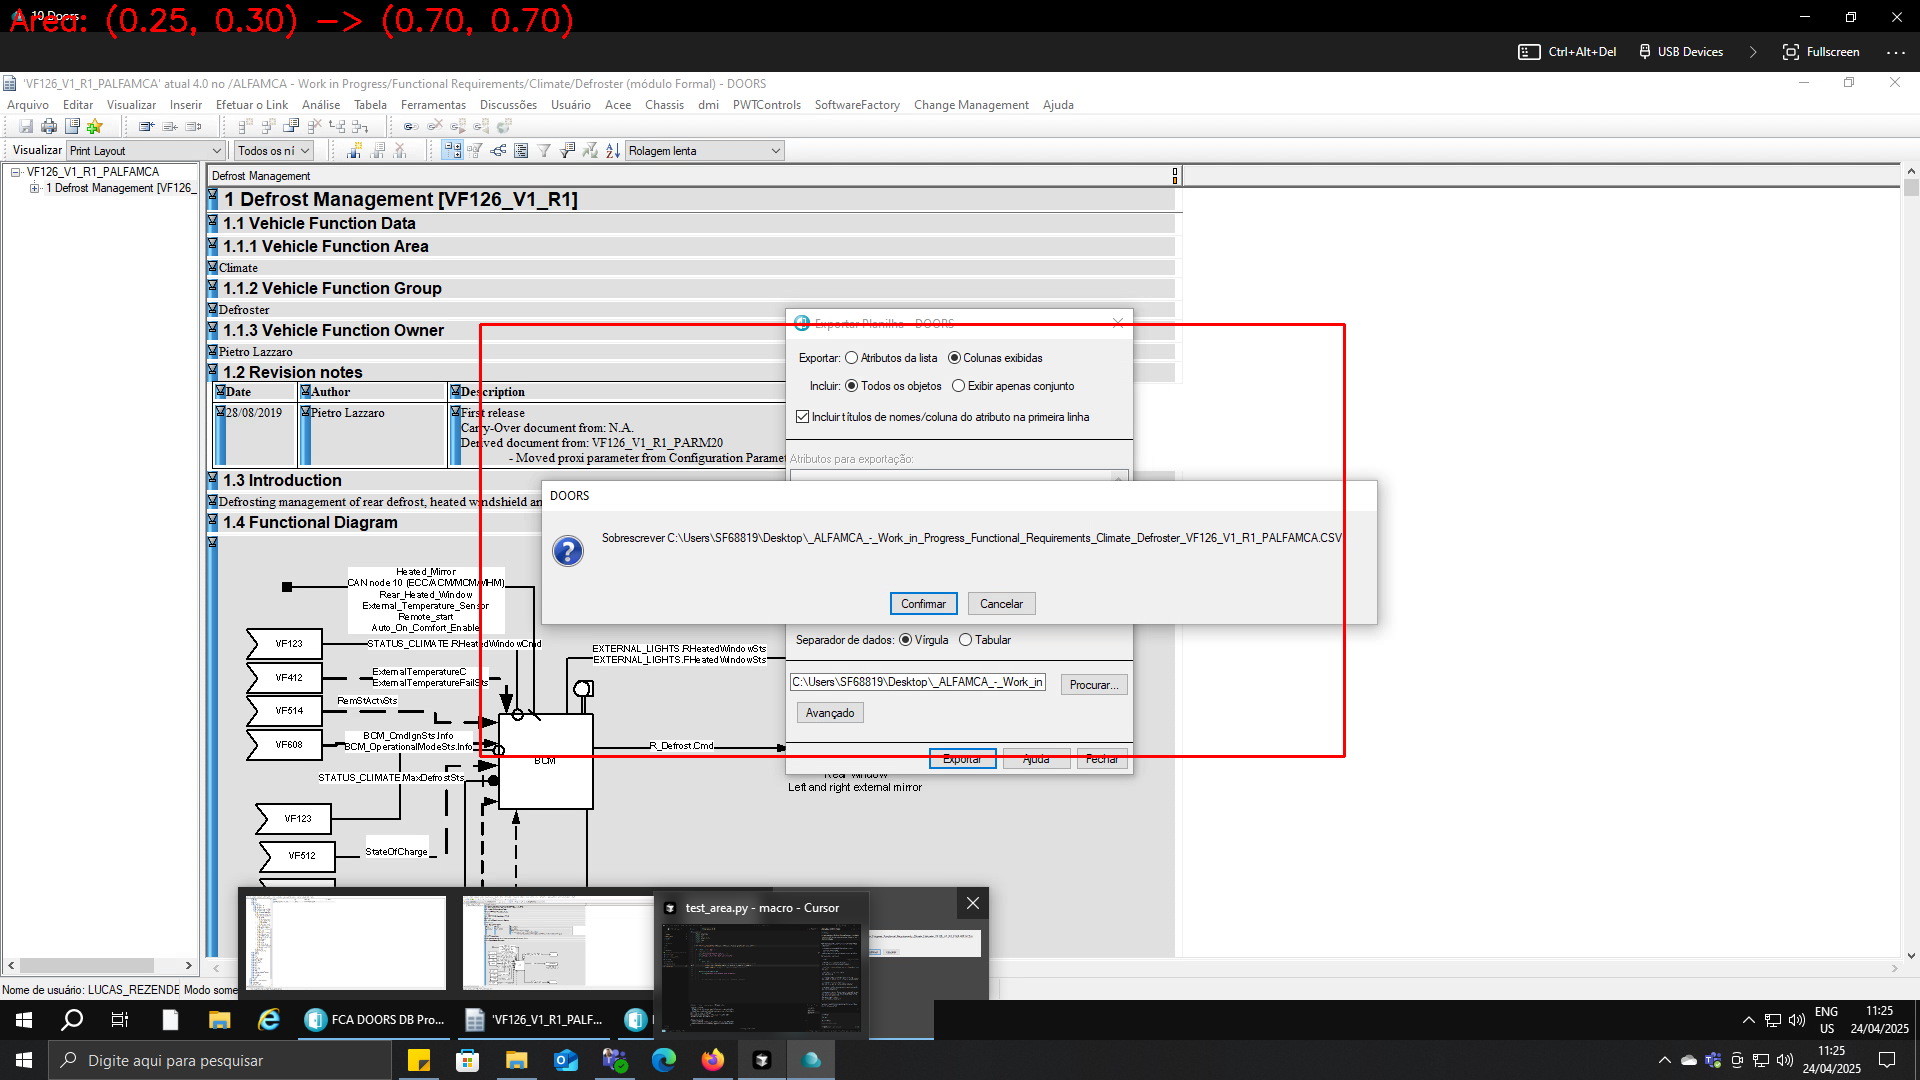 10 Doors
Area: (0.25, 0.30) --> (0.70, 0.70)
Ctrl+Alt+Del
USB Devices
Fullscreen
'VF126_V1_R1_PALFAMCA' atual 4.0 no /ALFAMCA - Work in Progress/Functional Requirements/Climate/Defroster (módulo Formal) - DOORS
Arquivo Editar Visualizar Inserir Efetuar o Link Análise Tabela Ferramentas Discussões Usuário Acee Chassis dmi PWTControls SoftwareFactory Change Management Ajuda
Visualizar Print Layout Todos os ní Rolagem lenta
VF126_V1_R1_PALFAMCA
1 Defrost Management [VF126_
Defrost Management
1 Defrost Management [VF126_V1_R1]
1.1 Vehicle Function Data
1.1.1 Vehicle Function Area
Climate
1.1.2 Vehicle Function Group
Defroster
1.1.3 Vehicle Function Owner
Pietro Lazzaro
1.2 Revision notes
Date Author Description
28/08/2019 Pietro Lazzaro First release
Carry-Over document from: N.A.
Derived document from: VF126_V1_R1_PARM20
- Moved proxi parameter from Configuration Paramet
1.3 Introduction
Defrosting management of rear defrost, heated windshield an
1.4 Functional Diagram
Heated_Mirror
CAN node 10 (ECC/ACM/MCMA/HM)
Rear_Heated_Window
External_Temperature_Sensor
Remote_start
Auto_On_Comfort_Enable
VF123
STATUS_CLIMATE.RHeatedWindowCmd
VF412
ExternalTemperatureC
ExternalTemperatureFailSts
VF514
RemStActvSts
VF608
BCM_CmdIgnSts.Info
BCM_OperationalModeSts.Info
STATUS_CLIMATE.MaxDefrostSts
VF123
VF512
StateOfCharge
EXTERNAL_LIGHTS.RHeatedWindowSts
EXTERNAL_LIGHTS.FHeatedWindowSts
BCM
R_Defrost.Cmd
Rear window
Left and right external mirror
Exportar Planilha - DOORS
Exportar: Atributos da lista Colunas exibidas
Incluir: Todos os objetos Exibir apenas conjunto
Incluir títulos de nomes/coluna do atributo na primeira linha
Atributos para exportação:
DOORS
Sobrescrever C:\Users\SF68819\Desktop\_ALFAMCA_-_Work_in_Progress_Functional_Requirements_Climate_Defroster_VF126_V1_R1_PALFAMCA.CSV
Confirmar Cancelar
Separador de dados: Vírgula Tabular
C:\Users\SF68819\Desktop\_ALFAMCA_-_Work_in
Procurar...
Avançado
Exportar Ajuda Fechar
test_area.py - macro - Cursor
Nome de usuário: LUCAS_REZENDE Modo some
FCA DOORS DB Pro...
'VF126_V1_R1_PALF...
ENG
US
11:25
24/04/2025
Digite aqui para pesquisar
11:25
24/04/2025